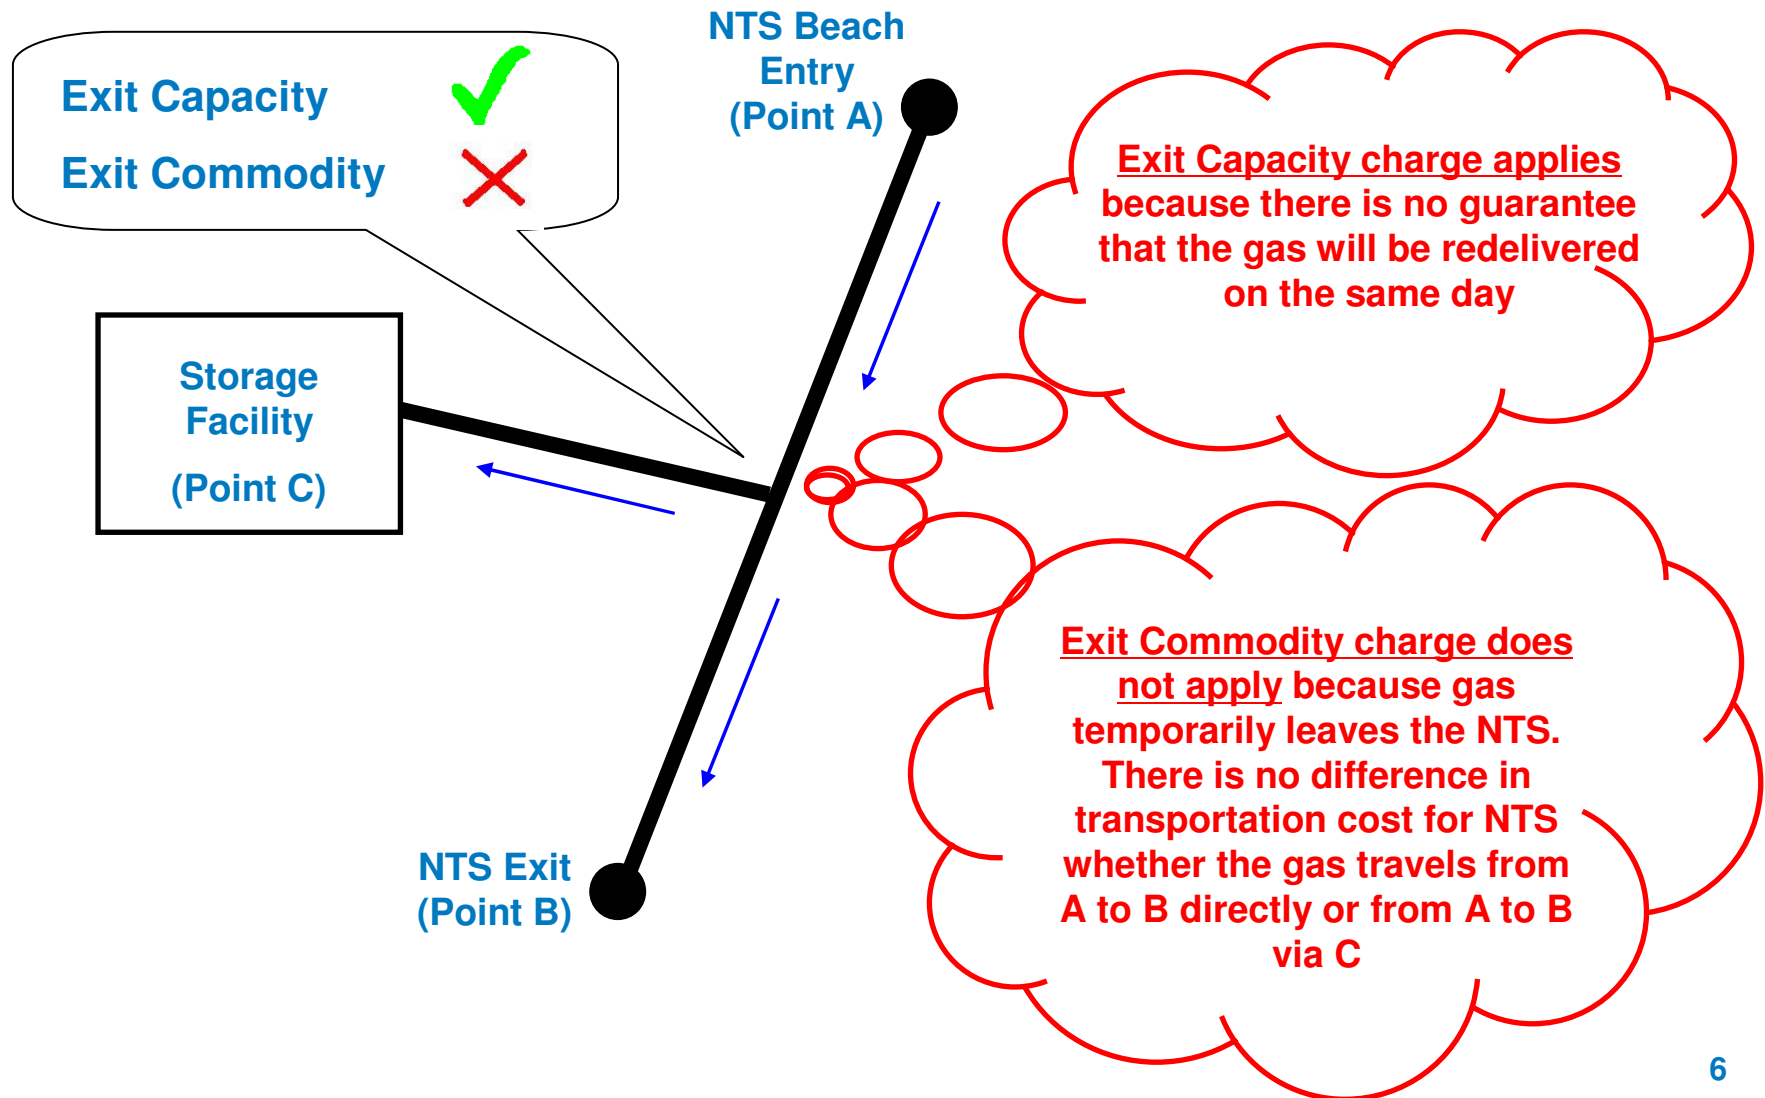 NTS Beach
Entry
(Point A)
Exit Capacity
Exit Commodity
Exit Capacity charge applies
because there is no guarantee
that the gas will be redelivered
on the same day
Storage
Facility
(Point C)
Exit Commodity charge does
not apply because gas
temporarily leaves the NTS.
There is no difference in
transportation cost for NTS
whether the gas travels from
A to B directly or from A to B
via C
NTS Exit
(Point B)
6